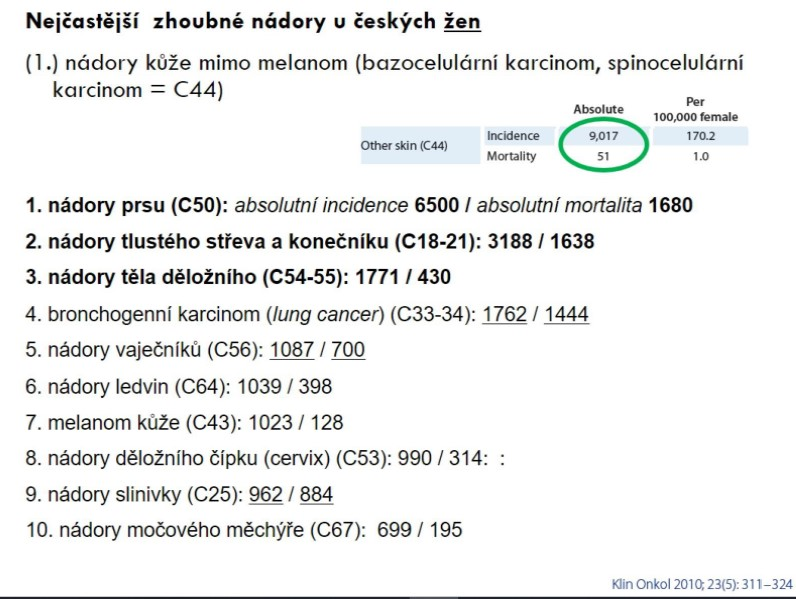 Nejčastější zhoubné nádory u českých žen
(1.) nádory kůže mimo melanom (bazocelulární karcinom, spinocelulární
karcinom = C44)
Absolute
Per
100,000 female
Other skin (C44)
Incidence 9,017 170.2
Mortality 51 1.0
1. nádory prsu (C50): absolutní incidence 6500 / absolutní mortalita 1680
2. nádory tlustého střeva a konečníku (C18-21): 3188 / 1638
3. nádory těla děložního (C54-55): 1771 / 430
4. bronchogenní karcinom (lung cancer) (C33-34): 1762 / 1444
5. nádory vaječníků (C56): 1087 / 700
6. nádory ledvin (C64): 1039 / 398
7. melanom kůže (C43): 1023 / 128
8. nádory děložního čípku (cervix) (C53): 990 / 314: :
9. nádory slinivky (C25): 962 / 884
10. nádory močového měchýře (C67): 699 / 195
Klin Onkol 2010; 23(5): 311–324